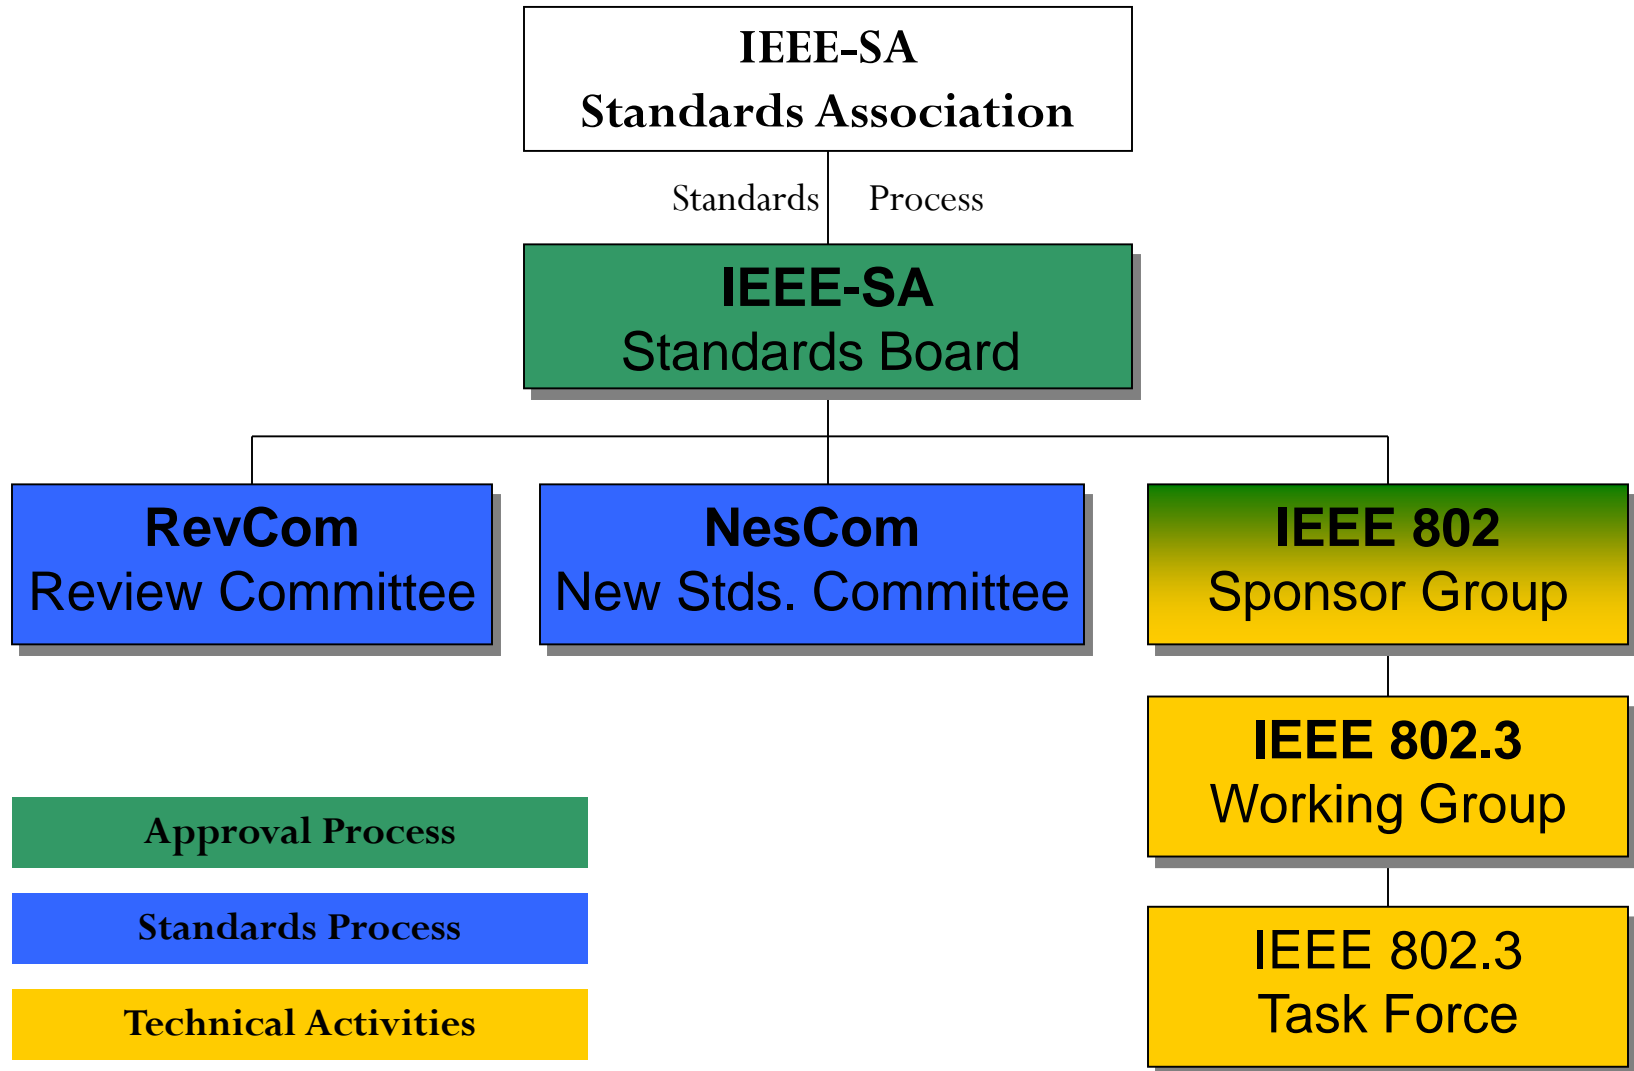 IEEE-SA
Standards Association
Standards Process
IEEE-SA
Standards Board
RevCom
Review Committee
NesCom
New Stds. Committee
IEEE 802
Sponsor Group
IEEE 802.3
Working Group
IEEE 802.3
Task Force
Approval Process
Standards Process
Technical Activities